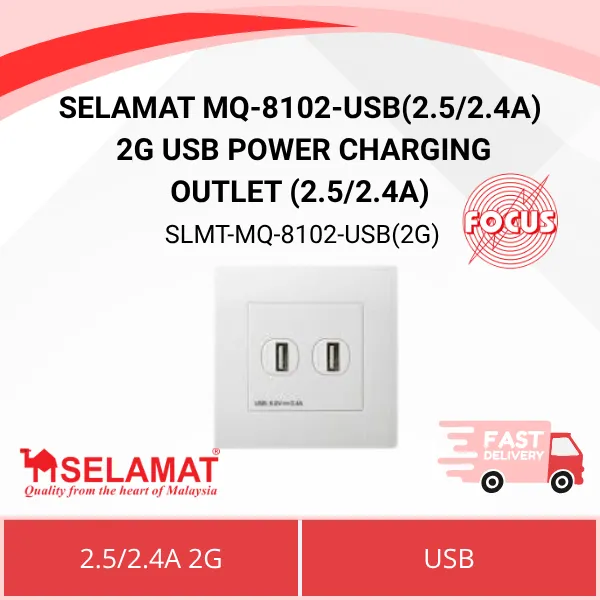 SELAMAT MQ-8102-USB(2.5/2.4A)
2G USB POWER CHARGING
OUTLET (2.5/2.4A)
SLMT-MQ-8102-USB(2G)
FOCUS
SELAMAT®
Quality from the heart of Malaysia
FAST
DELIVERY
2.5/2.4A 2G
USB